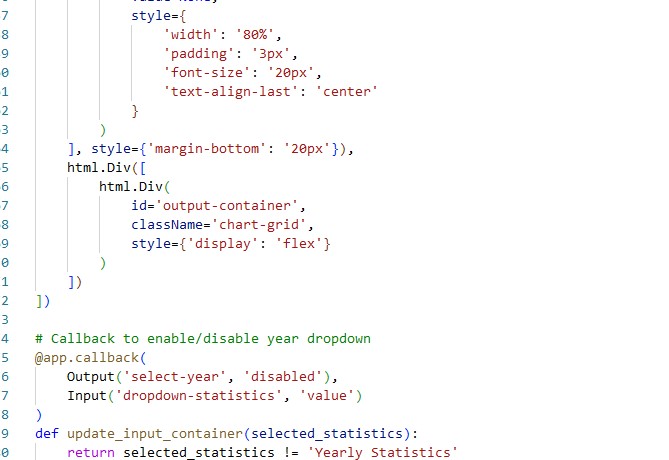 7 style={
8 'width': '80%',
9 'padding': '3px',
0 'font-size': '20px',
1 'text-align-last': 'center'
2 }
3 )
4 ], style={'margin-bottom': '20px'}),
5 html.Div([
6 html.Div(
7 id='output-container',
8 className='chart-grid',
9 style={'display': 'flex'}
0 )
1 ])
2 ])
3
4 # Callback to enable/disable year dropdown
5 @app.callback(
6 Output('select-year', 'disabled'),
7 Input('dropdown-statistics', 'value')
8 )
9 def update_input_container(selected_statistics):
0 return selected_statistics != 'Yearly Statistics'